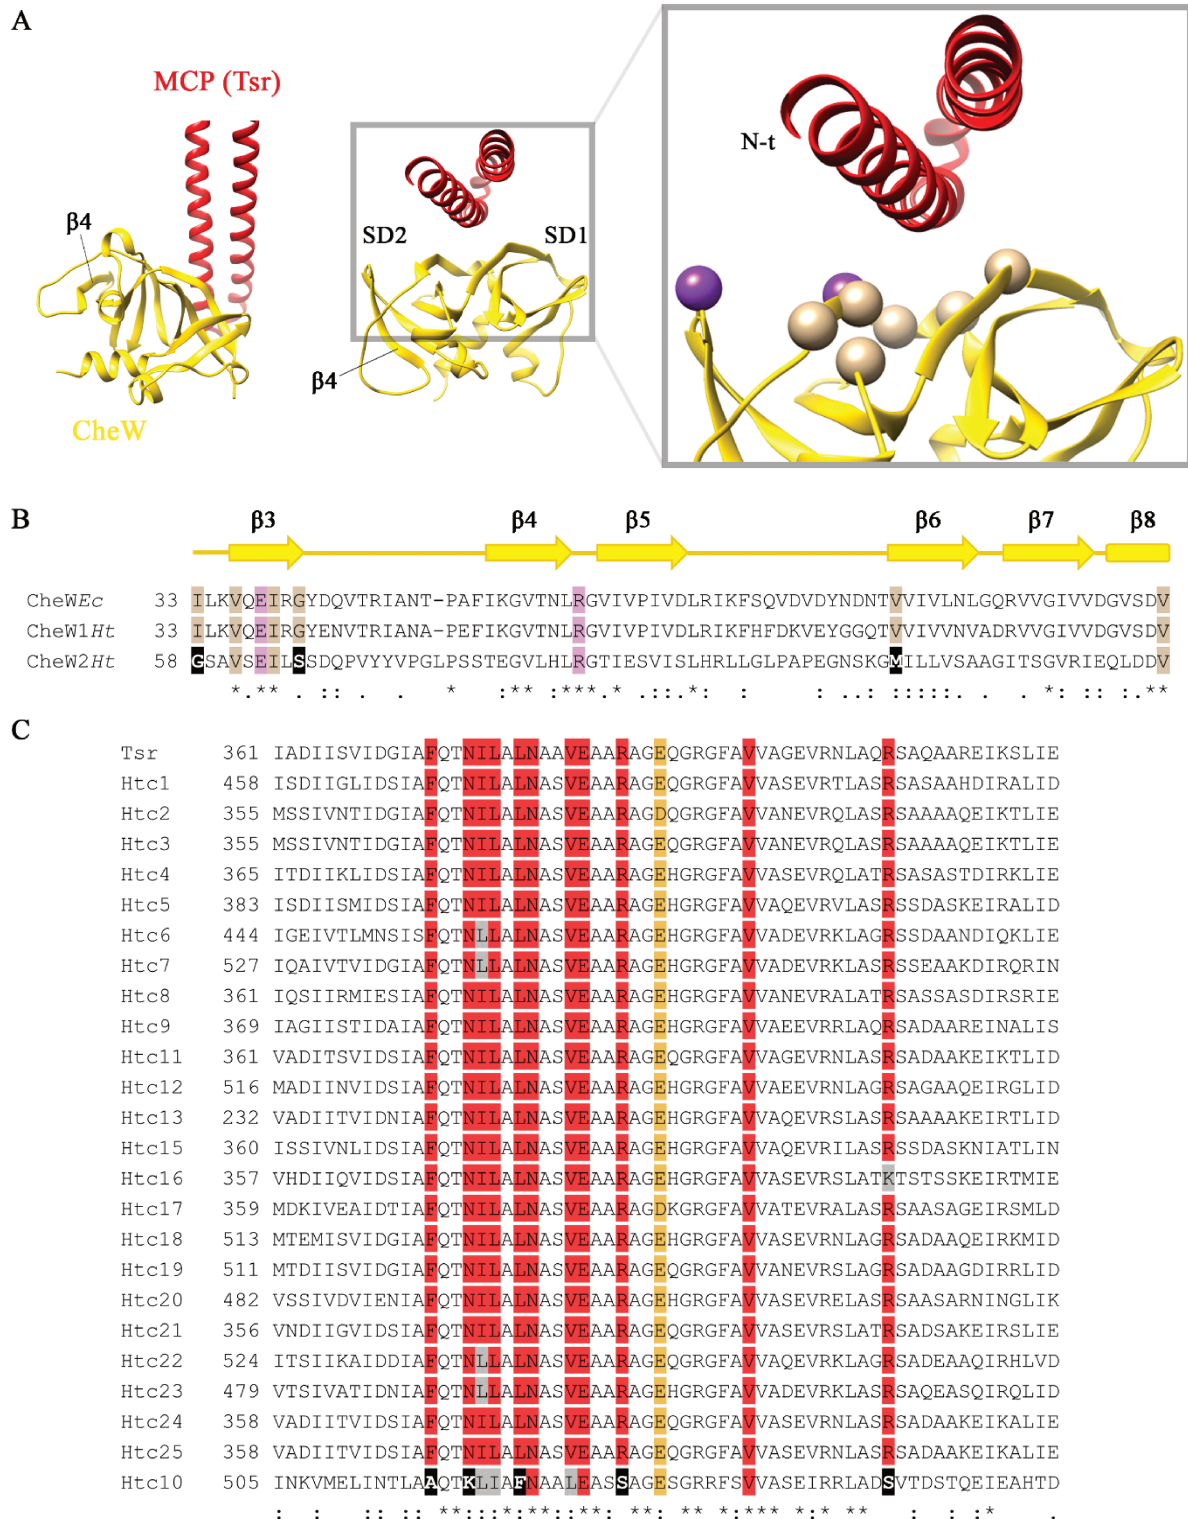 A
MCP (Tsr)
β4
CheW
SD2
SD1
β4
N-t
B
β3 β4 β5 β6 β7 β8
CheWEc 33 ILKVQEIRGYDQVTRIANT-PAFIKGVTNLRGVIVPIVDLRIKFSQVDVDYNDNTVVIVLNLGQRVVGIVVDGVSDV
CheW1Ht 33 ILKVQEIRGYENVTRIANA-PEFIKGVTNLRGVIVPIVDLRIKFHFDKVEYGGQTVVIVVNVADRVVGIVVDGVSDV
CheW2Ht 58 GSAVSEILSSDQPVYYVPGLPSSTEGVLHLRGTIESVISLHRLLGLPAPEGNSKGMILLVSAAGITSGVRIEQLDDV
*.** . :: . . * :** :***.* .::.*: : .: ::::: : : *: ::.**
C
Tsr 361 IADIISVIDGIAFQTNILALNAAVEAARAGEQGRGFAVVAGEVRNLAQRSAQAAREIKSLIE
Htc1 458 ISDIIGLIDSIAFQTNILALNASVEAARAGEQGRGFAVVASEVRTLASRSASAAHDIRALID
Htc2 355 MSSIVNTIDGIAFQTNILALNASVEAARAGDQGRGFAVVANEVRQLASRSAAAAQEIKTLIE
Htc3 355 MSSIVNTIDGIAFQTNILALNASVEAARAGEQGRGFAVVANEVRQLASRSAAAAQEIKTLIE
Htc4 365 ITDIIKLIDSIAFQTNILALNASVEAARAGEHGRGFAVVASEVRQLATRSASASTDIRKLIE
Htc5 383 ISDIISMIDSIAFQTNILALNASVEAARAGEHGRGFAVVAQEVRVLASRSSDASKEIRALID
Htc6 444 IGEIVTLMNSISFQTNLLALNASVEAARAGEHGRGFAVVADEVRKLAGRSSDAANDIQKLIE
Htc7 527 IQAIVTVIDGIAFQTNLLALNASVEAARAGEHGRGFAVVADEVRKLASRSSEAAKDIRQRIN
Htc8 361 IQSIIRMIESIAFQTNILALNASVEAARAGEHGRGFAVVANEVRALATRSASSASDIRSRIE
Htc9 369 IAGIISTIDAIAFQTNILALNASVEAARAGEHGRGFAVVAEEVRRLAQRSADAAREINALIS
Htc11 361 VADITSVIDSIAFQTNILALNASVEAARAGEQGRGFAVVAGEVRNLASRSADAAKEIKTLID
Htc12 516 MADIINVIDSIAFQTNILALNASVEAARAGEHGRGFAVVAEEVRNLAGRSAGAAQEIRGLID
Htc13 232 VADIITVIDNIAFQTNILALNASVEAARAGEHGRGFAVVAQEVRSLASRSAAAAKEIRTLID
Htc15 360 ISSIVNLIDSIAFQTNILALNASVEAARAGEHGRGFAVVAQEVRILASRSSDASKNIATLIN
Htc16 357 VHDIIQVIDSIAFQTNILALNASVEAARAGEHGRGFAVVASEVRSLATKTSTSSKEIRTMIE
Htc17 359 MDKIVEAIDTIAFQTNILALNASVEAARAGDKGRGFAVVATEVRALASRSAASAGEIRSMLD
Htc18 513 MTEMISVIDGIAFQTNILALNASVEAARAGEHGRGFAVVASEVRNLAGRSADAAQEIRKMID
Htc19 511 MTDIISVIDGIAFQTNILALNASVEAARAGEQGRGFAVVANEVRSLAGRSADAAGDIRRLID
Htc20 482 VSSIVDVIENIAFQTNILALNASVEAARAGEHGRGFAVVASEVRELASRSAASARNINGLIK
Htc21 356 VNDIIGVIDSIAFQTNILALNASVEAARAGEQGRGFAVVASEVRSLATRSADSAKEIRSLIE
Htc22 524 ITSIIKAIDDIAFQTNLLALNASVEAARAGEHGRGFAVVAQEVRKLAGRSADEAAQIRHLVD
Htc23 479 VTSIVATIDNIAFQTNLLALNASVEAARAGEHGRGFAVVADEVRKLASRSAQEASQIRQLID
Htc24 358 VADIITVIDSIAFQTNILALNASVEAARAGEQGRGFAVVASEVRNLASRSADAAKEIKALIE
Htc25 358 VADIITVIDSIAFQTNILALNASVEAARAGEQGRGFAVVASEVRNLASRSADAAKEIKALIE
Htc10 505 INKVMELINTLAAQTKLIAFNAALEASSAGESGRRFSVVASEIRRLADSVTDSTQEIEAHTD
: : :: :: **:::*:**::**: **: ** *:*** *:* ** : : :* .